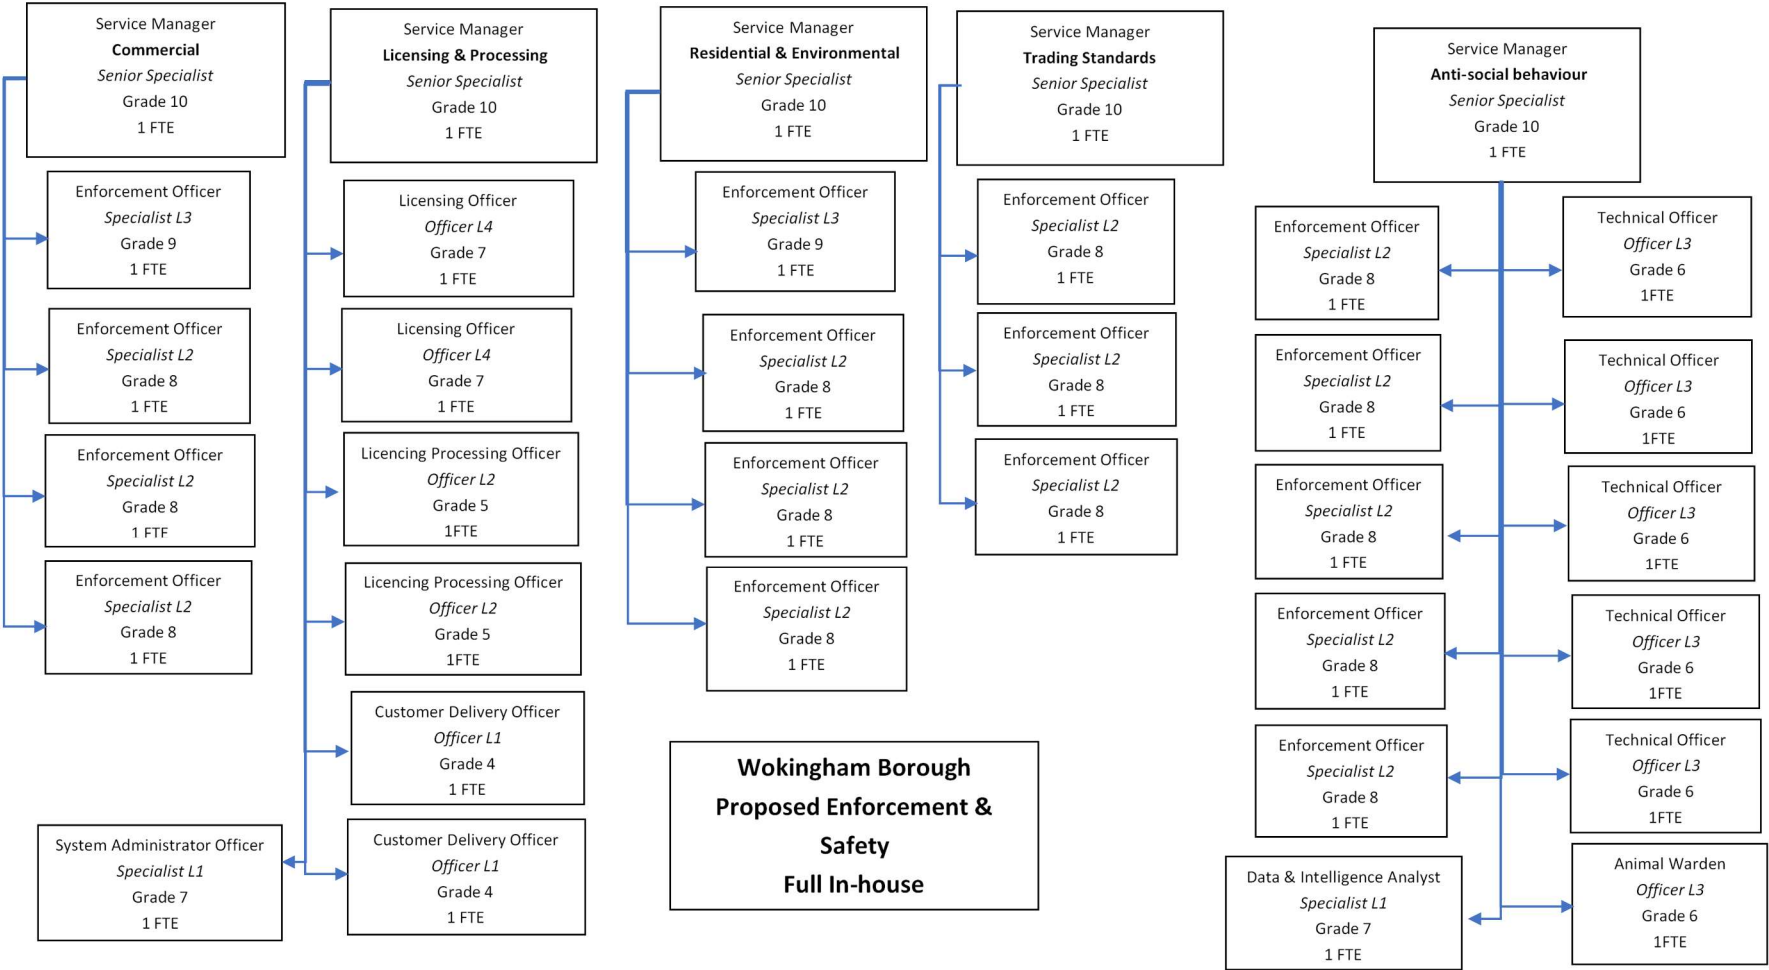 Service Manager
Commercial
Senior Specialist
Grade 10
1 FTE
Enforcement Officer
Specialist L3
Grade 9
1 FTE
Enforcement Officer
Specialist L2
Grade 8
1 FTE
Enforcement Officer
Specialist L2
Grade 8
1 FTF
Enforcement Officer
Specialist L2
Grade 8
1 FTE
System Administrator Officer
Specialist L1
Grade 7
1 FTE
Service Manager
Licensing & Processing
Senior Specialist
Grade 10
1 FTE
Licensing Officer
Officer L4
Grade 7
1 FTE
Licensing Officer
Officer L4
Grade 7
1 FTE
Licencing Processing Officer
Officer L2
Grade 5
1FTE
Licencing Processing Officer
Officer L2
Grade 5
1FTE
Customer Delivery Officer
Officer L1
Grade 4
1 FTE
Customer Delivery Officer
Officer L1
Grade 4
1 FTE
Service Manager
Residential & Environmental
Senior Specialist
Grade 10
1 FTE
Enforcement Officer
Specialist L3
Grade 9
1 FTE
Enforcement Officer
Specialist L2
Grade 8
1 FTE
Enforcement Officer
Specialist L2
Grade 8
1 FTE
Enforcement Officer
Specialist L2
Grade 8
1 FTE
Service Manager
Trading Standards
Senior Specialist
Grade 10
1 FTE
Enforcement Officer
Specialist L2
Grade 8
1 FTE
Enforcement Officer
Specialist L2
Grade 8
1 FTE
Enforcement Officer
Specialist L2
Grade 8
1 FTE
Wokingham Borough
Proposed Enforcement &
Safety
Full In-house
Service Manager
Anti-social behaviour
Senior Specialist
Grade 10
1 FTE
Enforcement Officer
Specialist L2
Grade 8
1 FTE
Enforcement Officer
Specialist L2
Grade 8
1 FTE
Enforcement Officer
Specialist L2
Grade 8
1 FTE
Enforcement Officer
Specialist L2
Grade 8
1 FTE
Enforcement Officer
Specialist L2
Grade 8
1 FTE
Data & Intelligence Analyst
Specialist L1
Grade 7
1 FTE
Technical Officer
Officer L3
Grade 6
1FTE
Technical Officer
Officer L3
Grade 6
1FTE
Technical Officer
Officer L3
Grade 6
1FTE
Technical Officer
Officer L3
Grade 6
1FTE
Technical Officer
Officer L3
Grade 6
1FTE
Animal Warden
Officer L3
Grade 6
1FTE